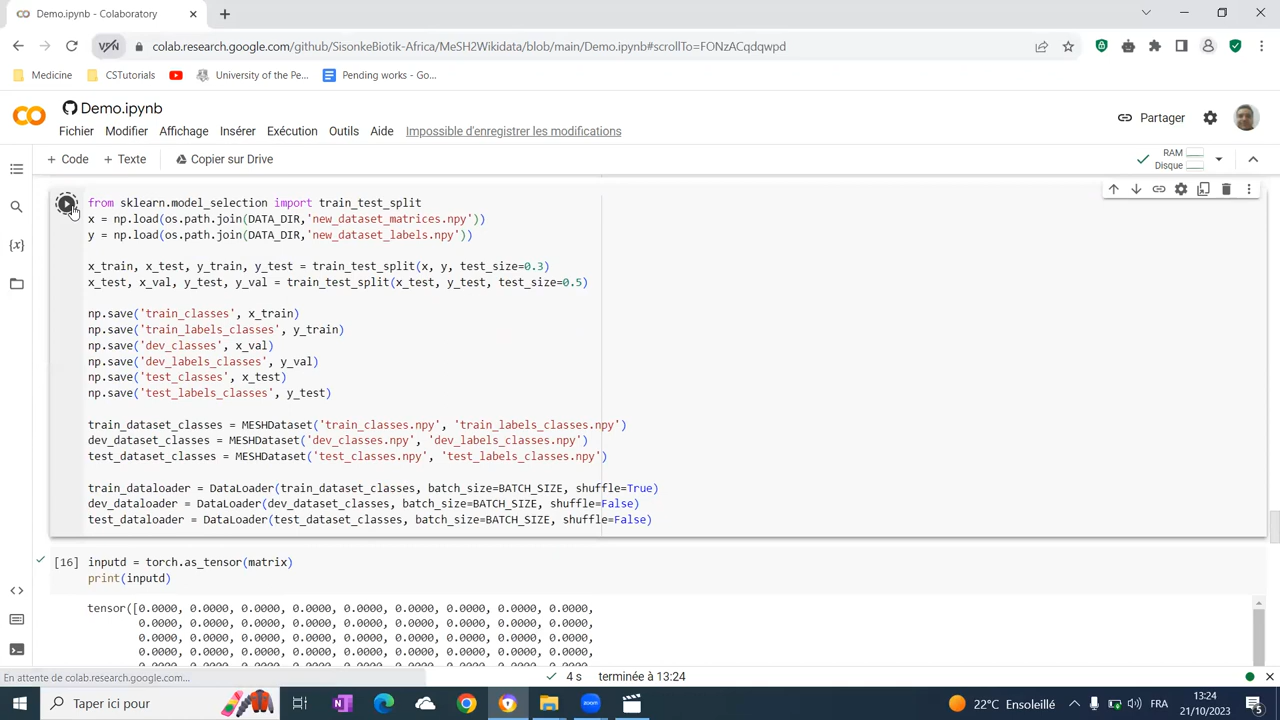 Demo.ipynb - Colaboratory
colab.research.google.com/github/SisonkeBiotik-Africa/MeSH2Wikidata/blob/main/Demo.ipynb#scrollTo=FONzACqdqwpd
VPN
Medicine
CSTutorials
University of the Pe...
Pending works - Go...
CO
Demo.ipynb
Partager
Fichier Modifier Affichage Insérer Exécution Outils Aide Impossible d'enregistrer les modifications
+ Code + Texte Copier sur Drive
RAM
Disque
from sklearn.model_selection import train_test_split
x = np.load(os.path.join(DATA_DIR,'new_dataset_matrices.npy'))
y = np.load(os.path.join(DATA_DIR,'new_dataset_labels.npy'))
x_train, x_test, y_train, y_test = train_test_split(x, y, test_size=0.3)
x_test, x_val, y_test, y_val = train_test_split(x_test, y_test, test_size=0.5)
np.save('train_classes', x_train)
np.save('train_labels_classes', y_train)
np.save('dev_classes', x_val)
np.save('dev_labels_classes', y_val)
np.save('test_classes', x_test)
np.save('test_labels_classes', y_test)
train_dataset_classes = MESHDataset('train_classes.npy', 'train_labels_classes.npy')
dev_dataset_classes = MESHDataset('dev_classes.npy', 'dev_labels_classes.npy')
test_dataset_classes = MESHDataset('test_classes.npy', 'test_labels_classes.npy')
train_dataloader = DataLoader(train_dataset_classes, batch_size=BATCH_SIZE, shuffle=True)
dev_dataloader = DataLoader(dev_dataset_classes, batch_size=BATCH_SIZE, shuffle=False)
test_dataloader = DataLoader(test_dataset_classes, batch_size=BATCH_SIZE, shuffle=False)
[16] inputd = torch.as_tensor(matrix)
print(inputd)
tensor([0.0000, 0.0000, 0.0000, 0.0000, 0.0000, 0.0000, 0.0000, 0.0000, 0.0000,
0.0000, 0.0000, 0.0000, 0.0000, 0.0000, 0.0000, 0.0000, 0.0000, 0.0000,
0.0000, 0.0000, 0.0000, 0.0000, 0.0000, 0.0000, 0.0000, 0.0000, 0.0000,
0.0000, 0.0000, 0.0000, 0.0000, 0.0000, 0.0000, 0.0000, 0.0000, 0.0000,
En attente de colab.research.google.com...
4 s terminée à 13:24
Taper ici pour
22°C Ensoleillé
FRA
13:24
21/10/2023
5